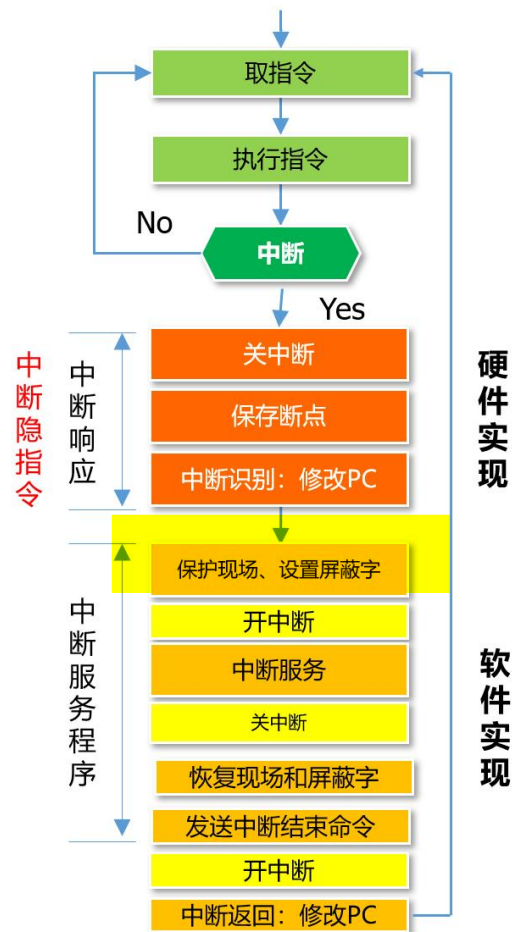 取指令
执行指令
No
中断
Yes
关中断
保存断点
中断识别：修改PC
中断隐指令
中断响应
硬件实现
保护现场、设置屏蔽字
开中断
中断服务
关中断
恢复现场和屏蔽字
发送中断结束命令
开中断
中断返回：修改PC
中断服务程序
软件实现